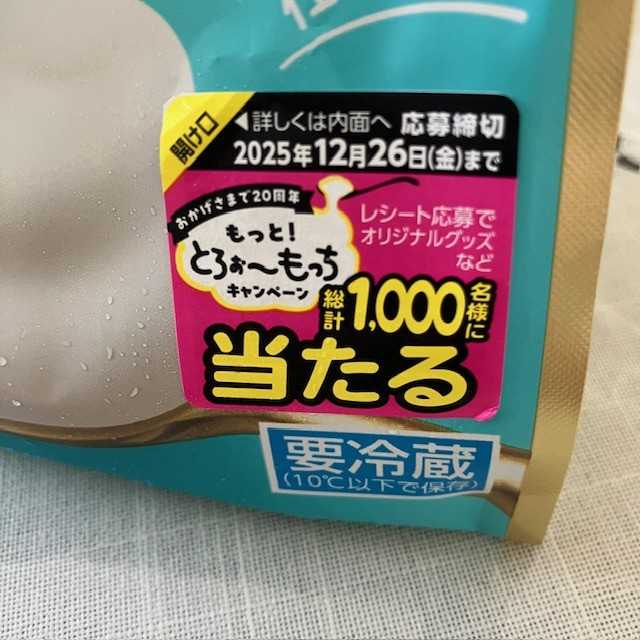 開け口
◀詳しくは内面へ 応募締切
2025年12月26日(金)まで
おかげさまで20周年
もっと!
とろぉ〜もっち
キャンペーン
レシート応募で
オリジナルグッズ
など
総計1,000名様に
当たる
要冷蔵
(10℃以下で保存)